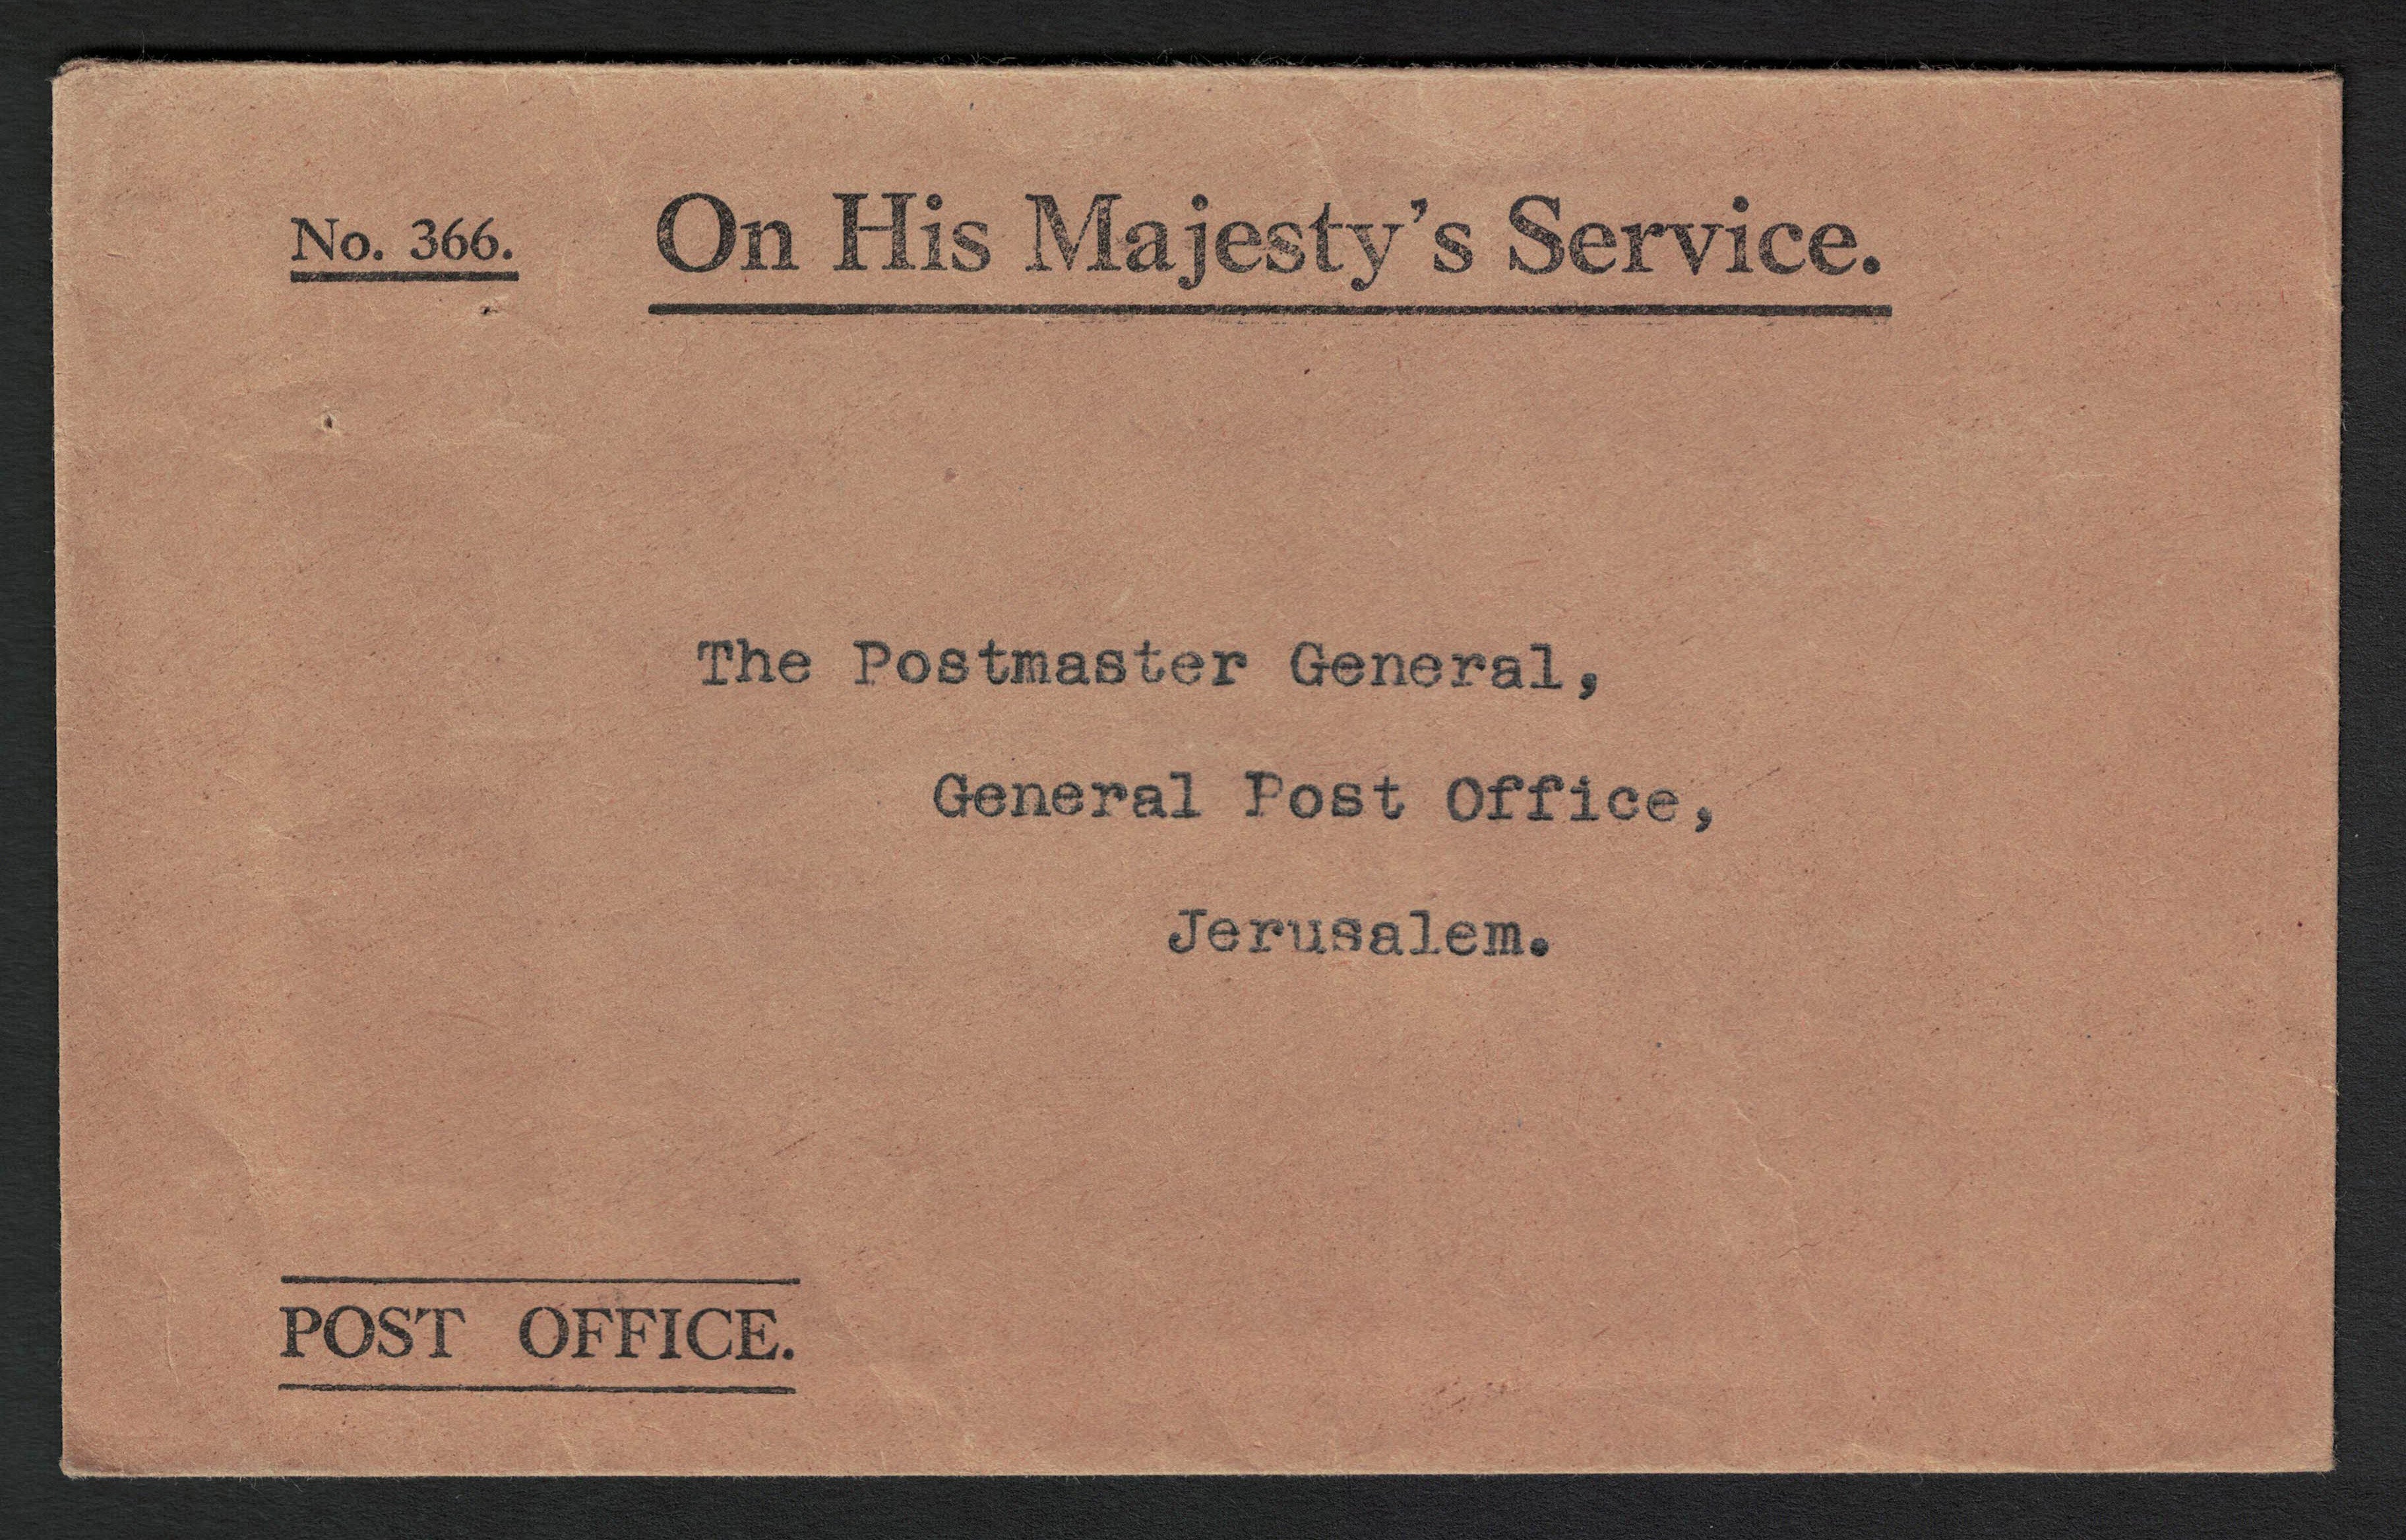 No. 366.
On His Majesty's Service.
The Postmaster General,
General Post Office,
Jerusalem.
POST OFFICE.